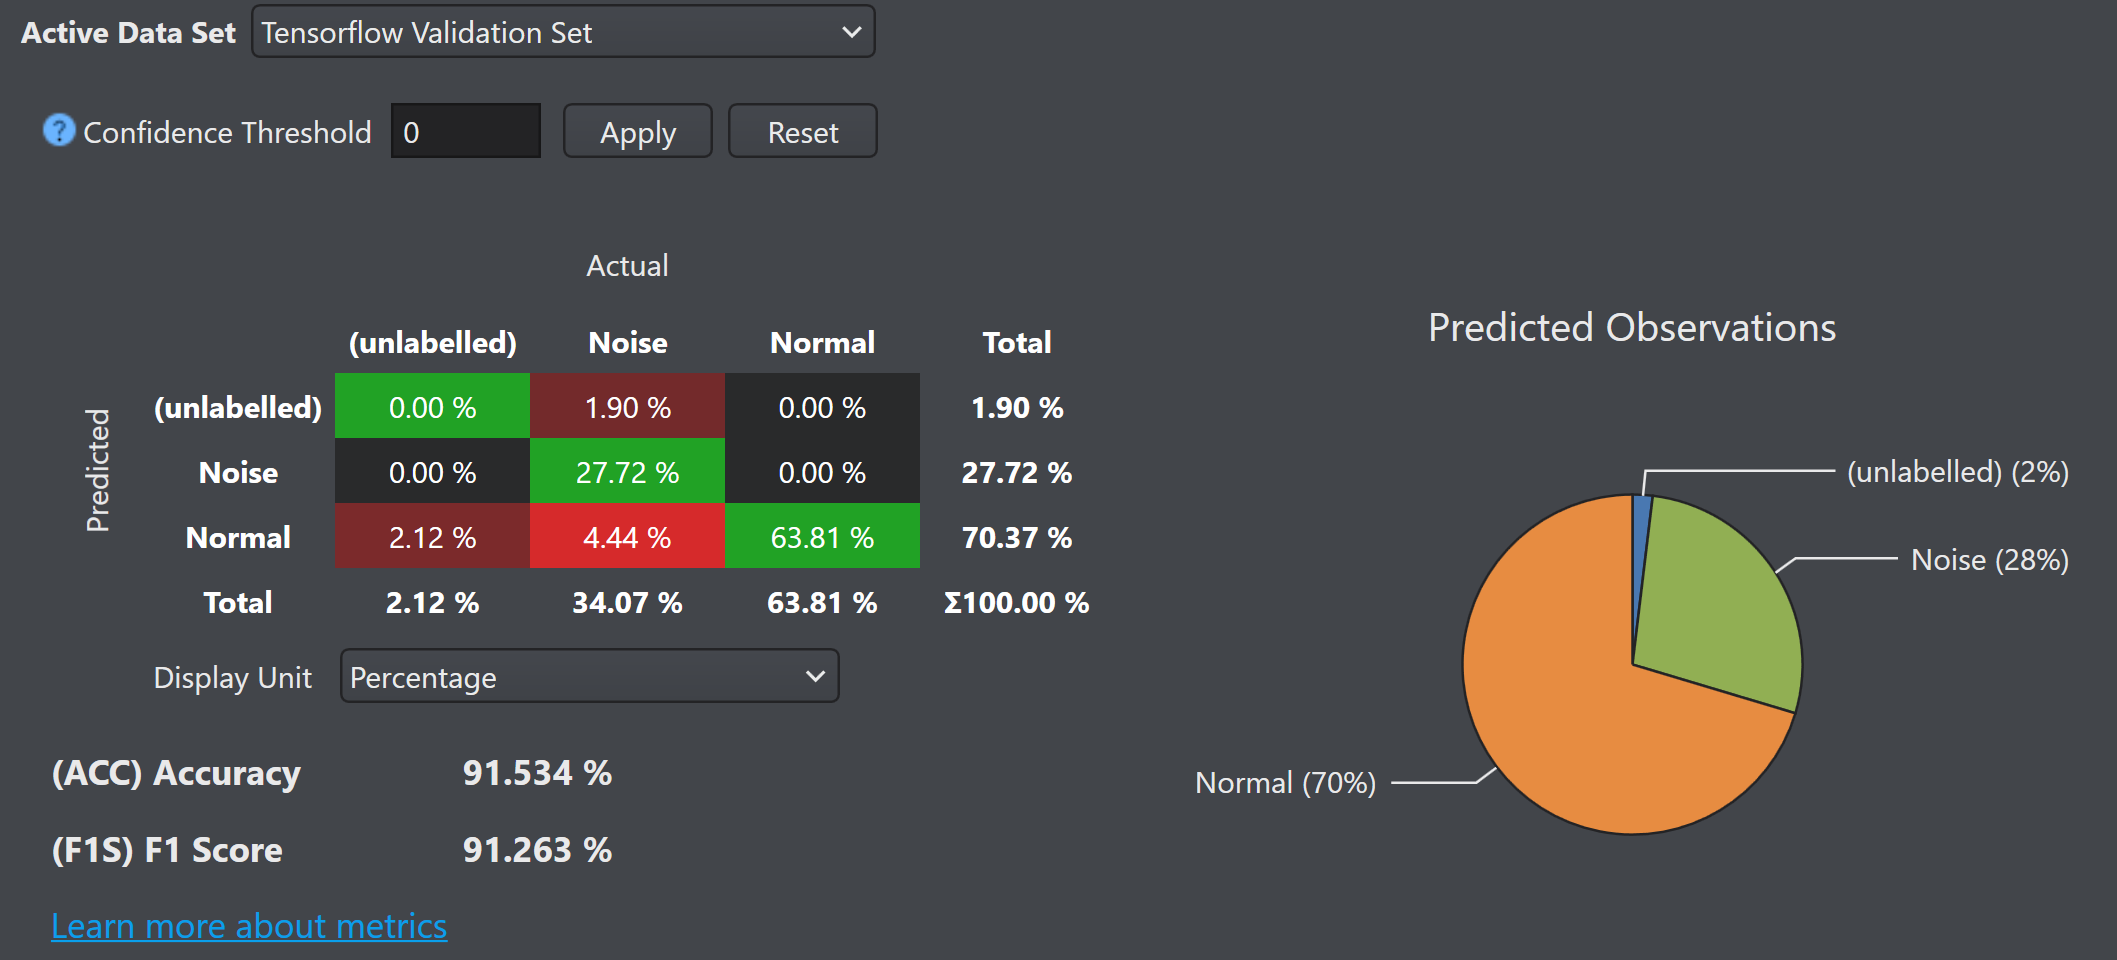 Active Data Set Tensorflow Validation Set
? Confidence Threshold 0 Apply Reset
Actual
(unlabelled) Noise Normal Total
Predicted
(unlabelled) 0.00 % 1.90 % 0.00 % 1.90 %
Noise 0.00 % 27.72 % 0.00 % 27.72 %
Normal 2.12 % 4.44 % 63.81 % 70.37 %
Total 2.12 % 34.07 % 63.81 % Σ100.00 %
Display Unit Percentage
(ACC) Accuracy 91.534 %
(F1S) F1 Score 91.263 %
Learn more about metrics
Predicted Observations
(unlabelled) (2%)
Noise (28%)
Normal (70%)